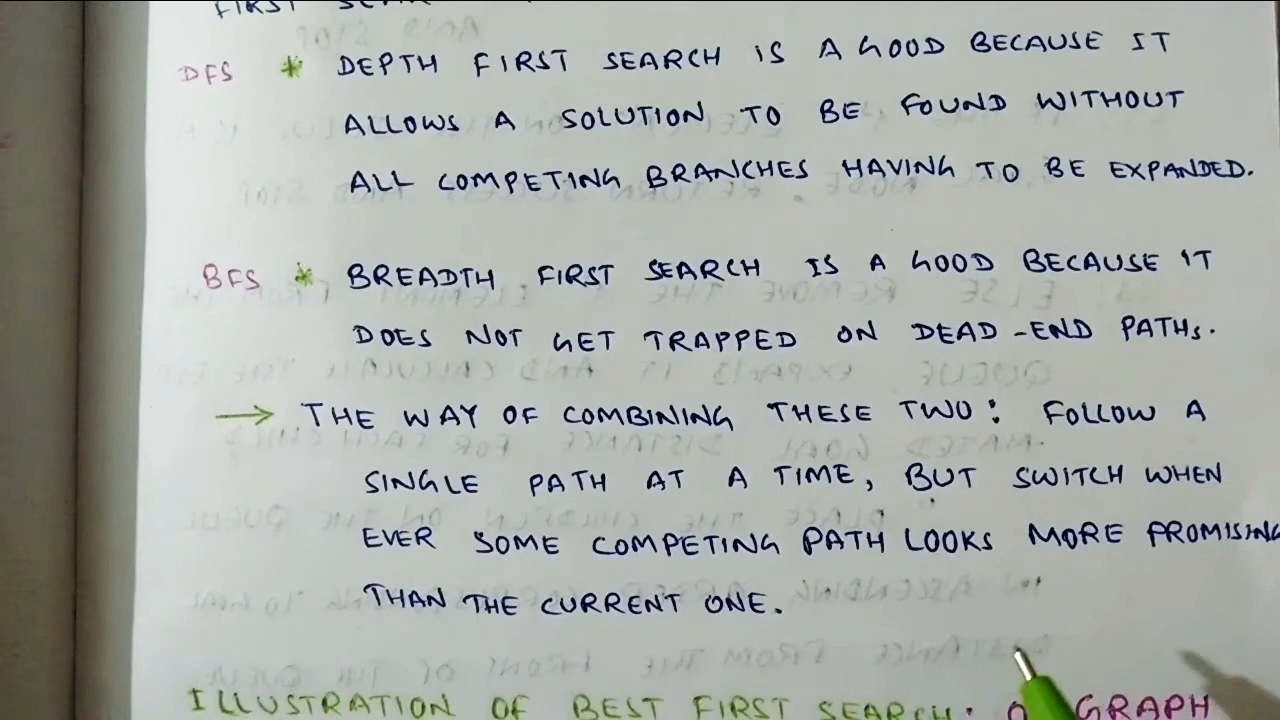 FIRST
DFS * DEPTH FIRST SEARCH IS A GOOD BECAUSE IT
ALLOWS A SOLUTION TO BE FOUND WITHOUT
ALL COMPETING BRANCHES HAVING TO BE EXPANDED.
BFS * BREADTH FIRST SEARCH IS A GOOD BECAUSE IT
DOES NOT GET TRAPPED ON DEAD-END PATHS.
→ THE WAY OF COMBINING THESE TWO: FOLLOW A
SINGLE PATH AT A TIME, BUT SWITCH WHEN
EVER SOME COMPETING PATH LOOKS MORE PROMISING
THAN THE CURRENT ONE.
ILLUSTRATION OF BEST FIRST SEARCH: GRAPH